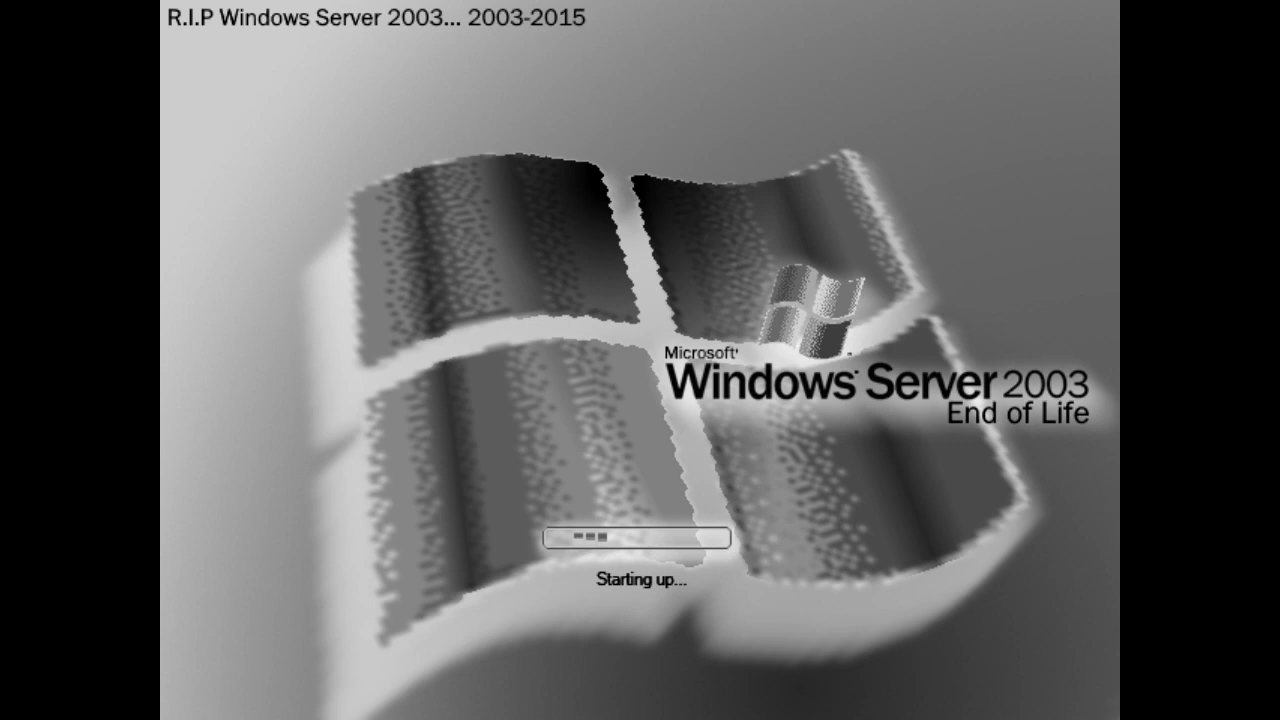 R.I.P Windows Server 2003... 2003-2015
Microsoft
Windows Server 2003
End of Life
Starting up...